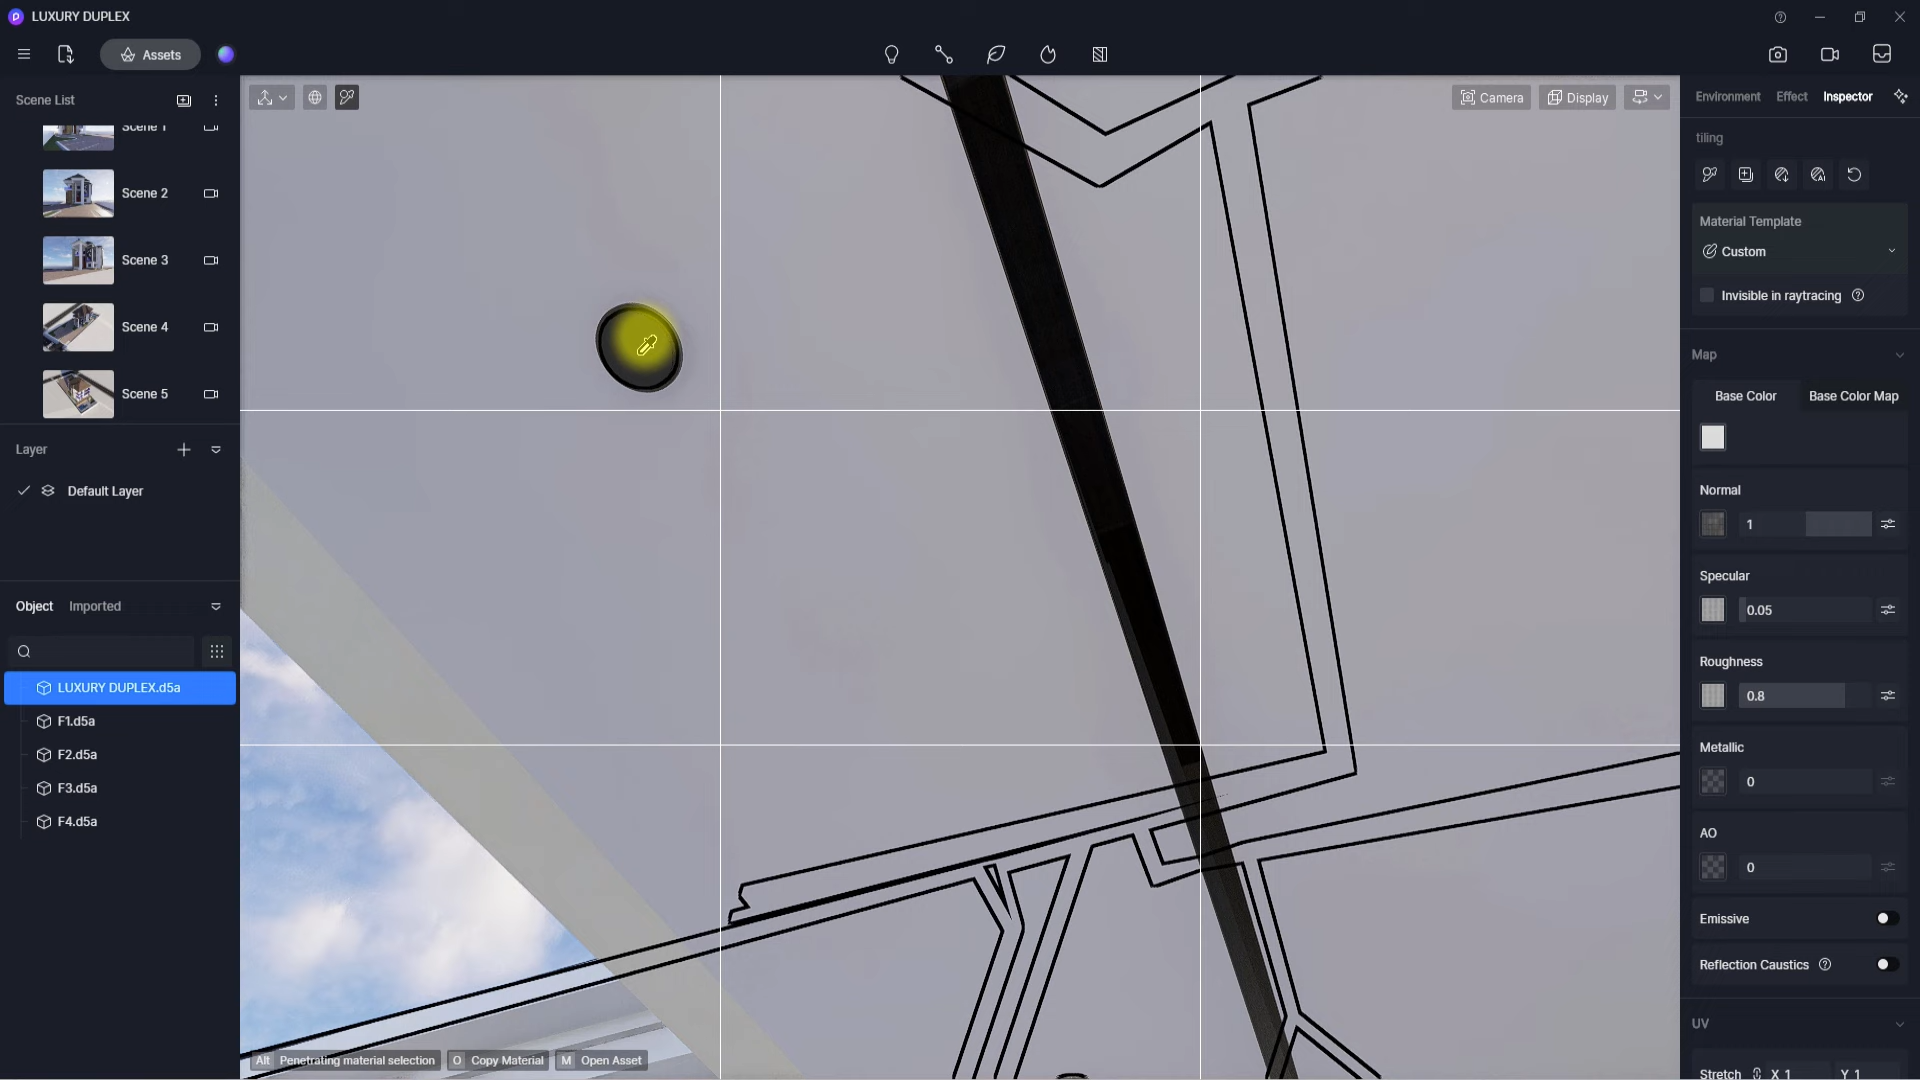 LUXURY DUPLEX
Assets
Scene List
Scene 1
Scene 2
Scene 3
Scene 4
Scene 5
Layer
Default Layer
Object
Imported
LUXURY DUPLEX.d5a
F1.d5a
F2.d5a
F3.d5a
F4.d5a
Camera
Display
Alt Penetrating material selection
O Copy Material
M Open Asset
Environment
Effect
Inspector
tiling
Material Template
Custom
Invisible in raytracing
Map
Base Color
Base Color Map
Normal
1
Specular
0.05
Roughness
0.8
Metallic
0
AO
0
Emissive
Reflection Caustics
UV
Stretch X 1 Y 1